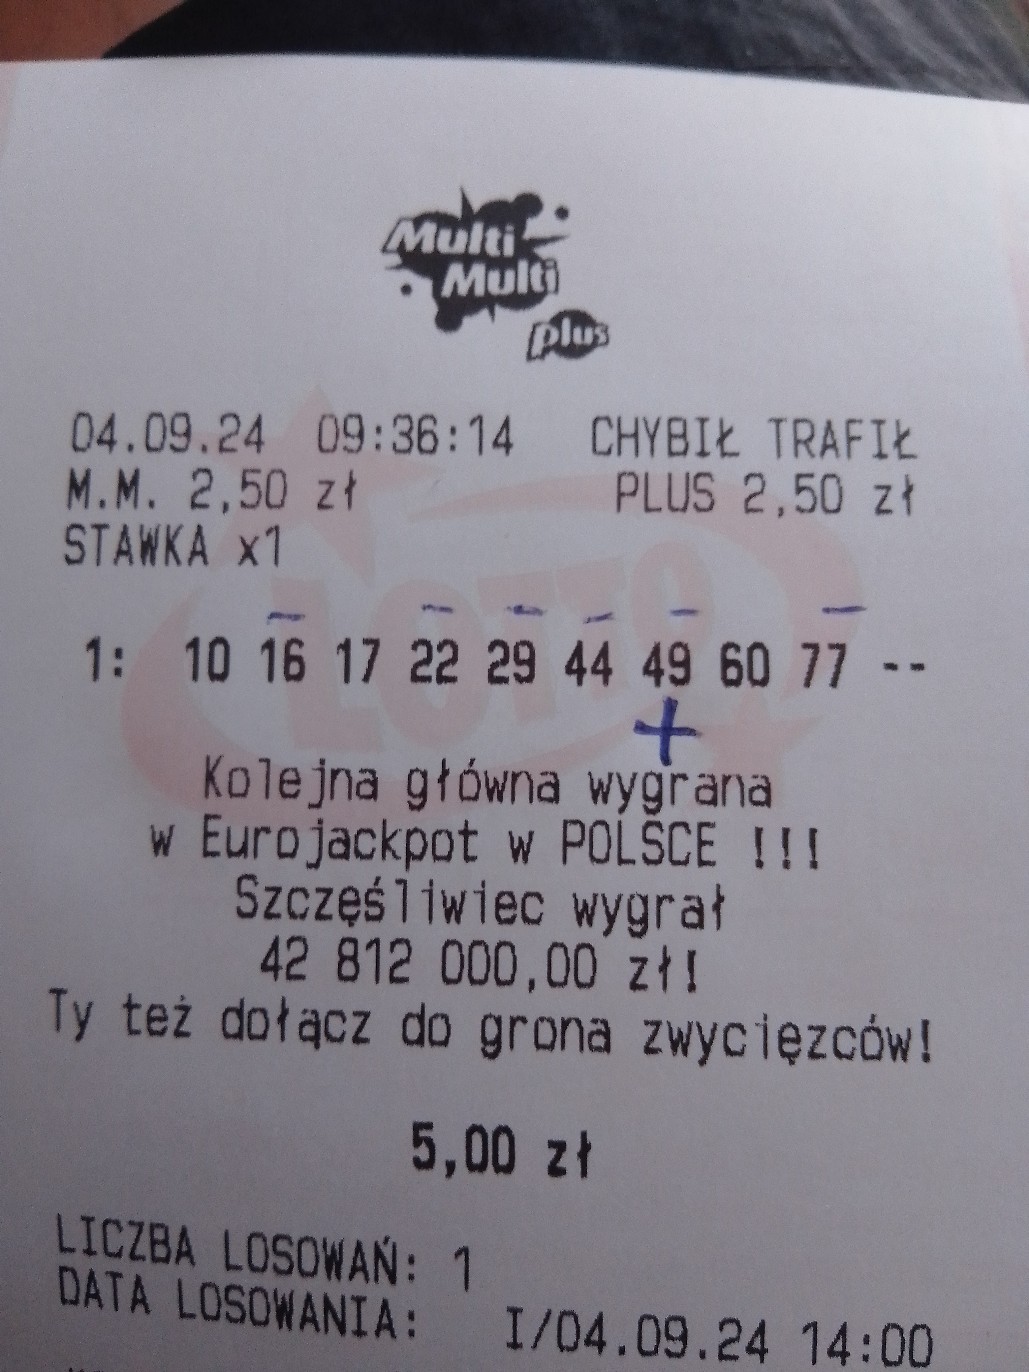 Multi
Multi
plus
04.09.24 09:36:14 CHYBIŁ TRAFIŁ
M.M. 2,50 zł PLUS 2,50 zł
STAWKA x1
LOTTO
1: 10 16 17 22 29 44 49 60 77 --
+
Kolejna główna wygrana
w Eurojackpot w POLSCE !!!
Szczęśliwiec wygrał
42 812 000,00 zł!
Ty też dołącz do grona zwycięzców!
5,00 zł
LICZBA LOSOWAŃ: 1
DATA LOSOWANIA: I/04.09.24 14:00